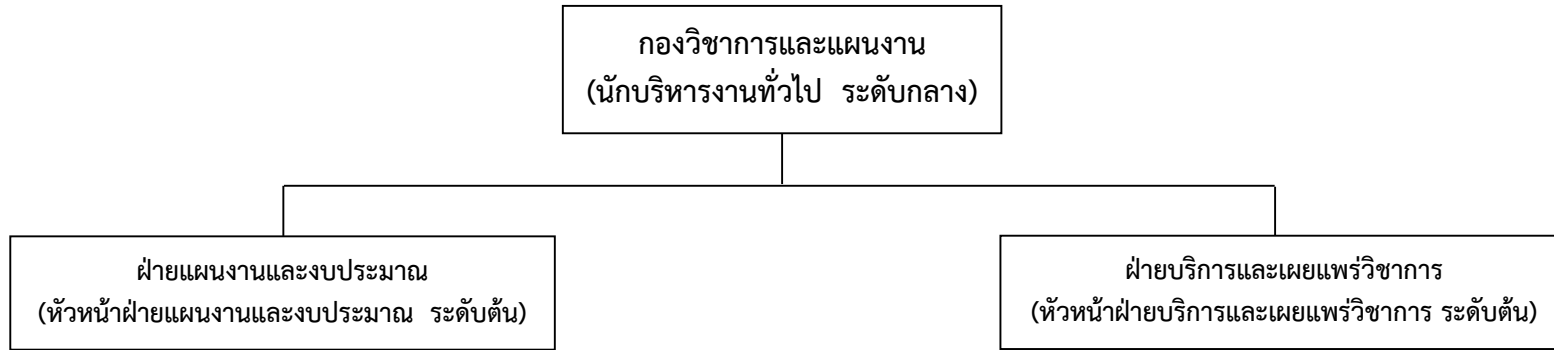 กองวิชาการและแผนงาน
(นักบริหารงานทั่วไป ระดับกลาง)
ฝ่ายแผนงานและงบประมาณ
(หัวหน้าฝ่ายแผนงานและงบประมาณ ระดับต้น)
ฝ่ายบริการและเผยแพร่วิชาการ
(หัวหน้าฝ่ายบริการและเผยแพร่วิชาการ ระดับต้น)